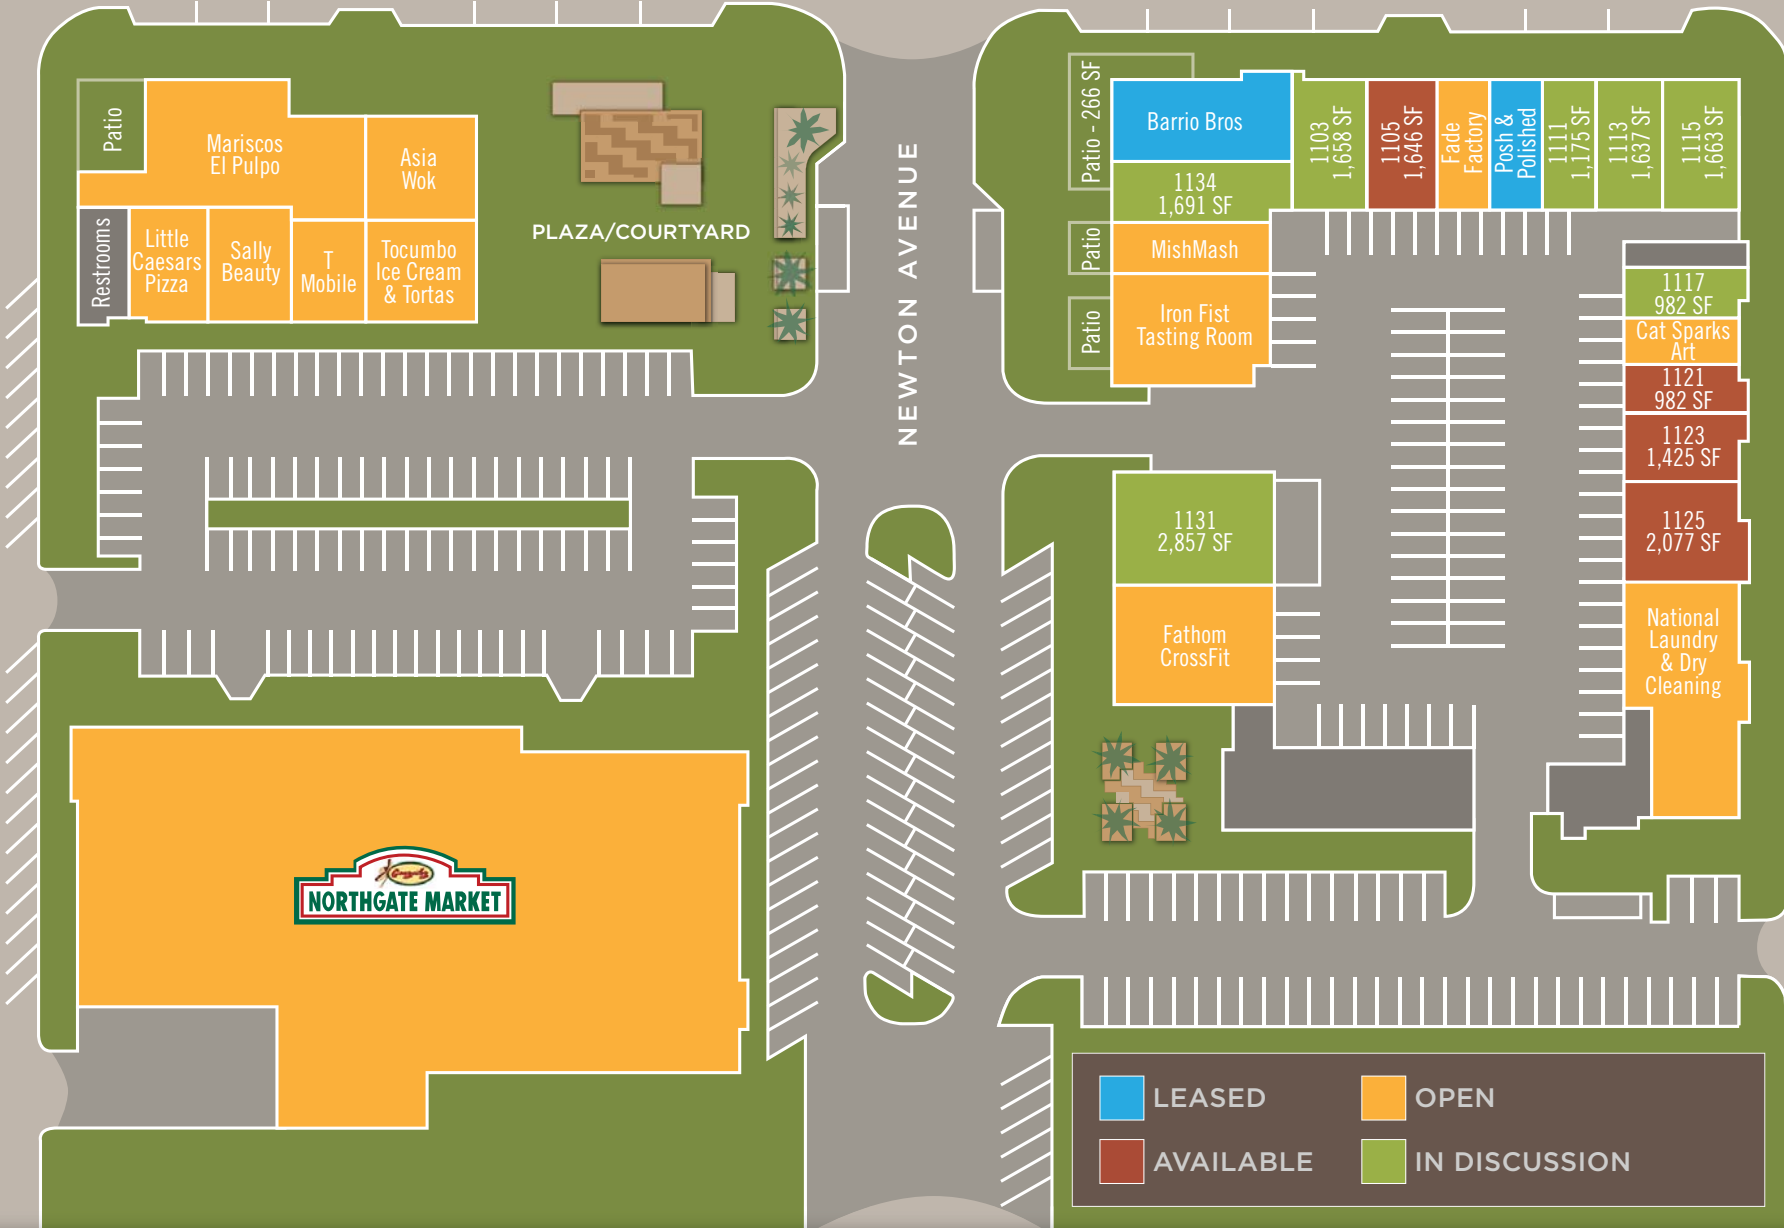 Patio
Mariscos
El Pulpo
Asia
Wok
Restrooms
Little
Caesars
Pizza
Sally
Beauty
T
Mobile
Tocumbo
Ice Cream
& Tortas
PLAZA/COURTYARD
NEWTON AVENUE
Patio - 266 SF
Barrio Bros
1134
1,691 SF
1103
1,658 SF
1105
1,646 SF
Fade
Factory
Posh &
Polished
1111
1,175 SF
1113
1,637 SF
1115
1,663 SF
Patio
MishMash
Patio
Iron Fist
Tasting Room
1117
982 SF
Cat Sparks
Art
1121
982 SF
1123
1,425 SF
1125
2,077 SF
National
Laundry
& Dry
Cleaning
1131
2,857 SF
Fathom
CrossFit
NORTHGATE MARKET
LEASED
OPEN
AVAILABLE
IN DISCUSSION